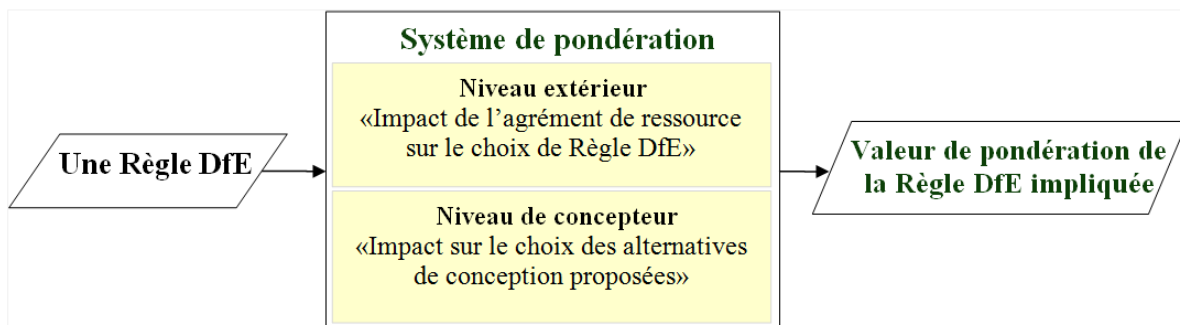 Système de pondération
Niveau extérieur
«Impact de l’agrément de ressource
sur le choix de Règle DfE»
Une Règle DfE
Niveau de concepteur
«Impact sur le choix des alternatives
de conception proposées»
Valeur de pondération de
la Règle DfE impliquée